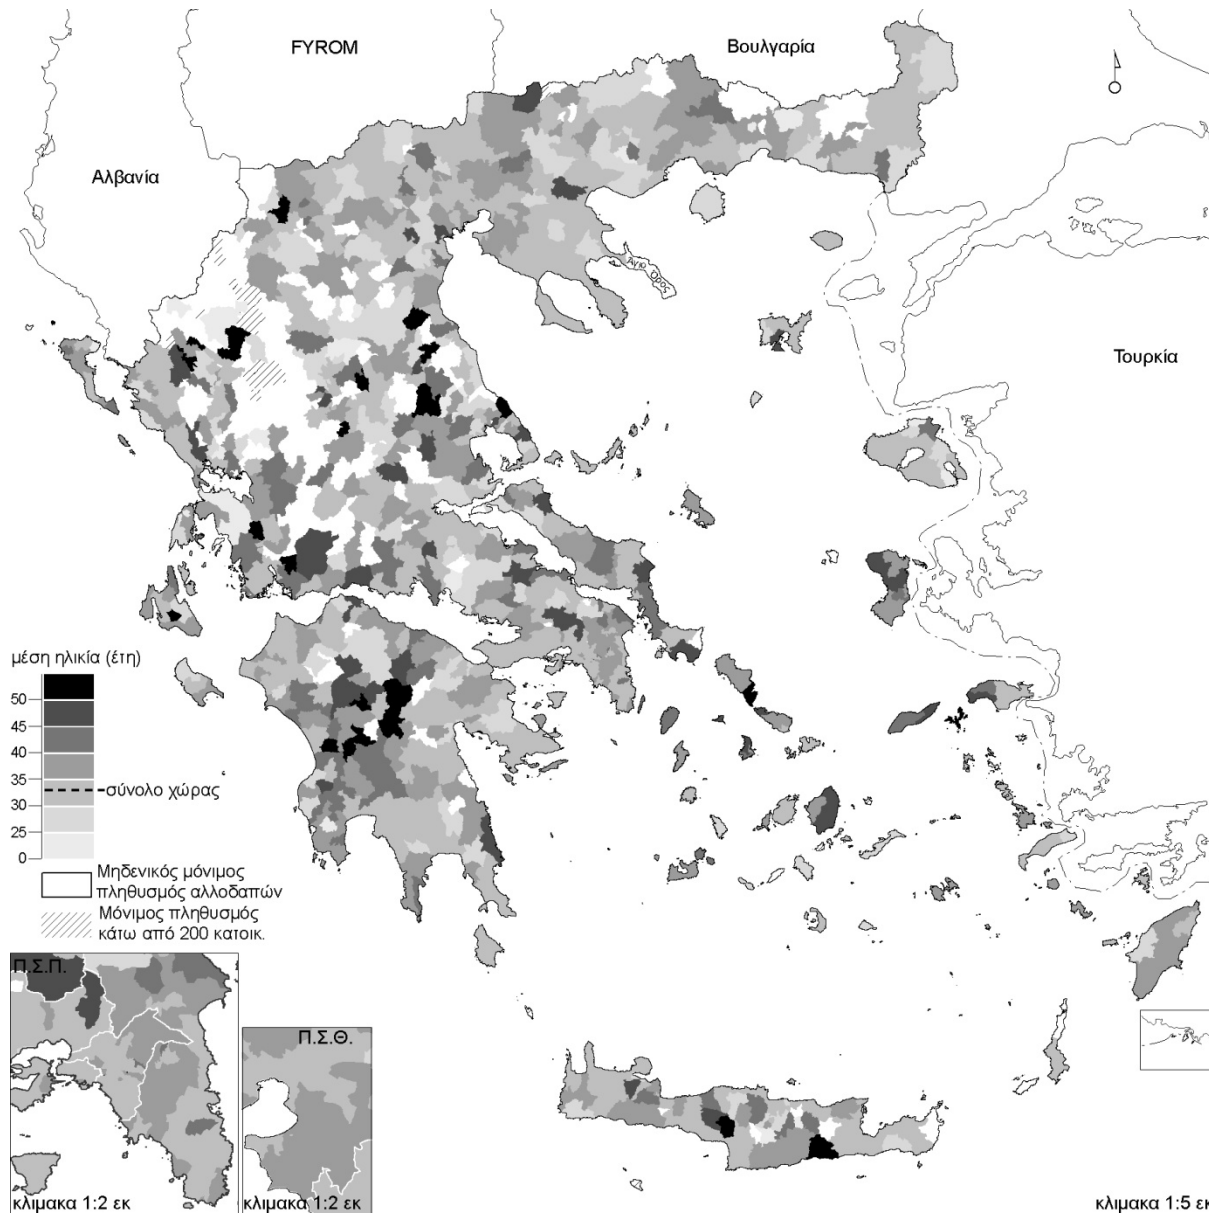 FYROM
Βουλγαρία
Αλβανία
Άγιο Όρος
Τουρκία
μέση ηλικία (έτη)
50
45
40
35
σύνολο χώρας
30
25
0
Μηδενικός μόνιμος
πληθυσμός αλλοδαπών
Μόνιμος πληθυσμός
κάτω από 200 κατοικ.
Π.Σ.Π.
Π.Σ.Θ.
κλιμακα 1:2 εκ
κλιμακα 1:2 εκ
κλιμακα 1:5 εκ